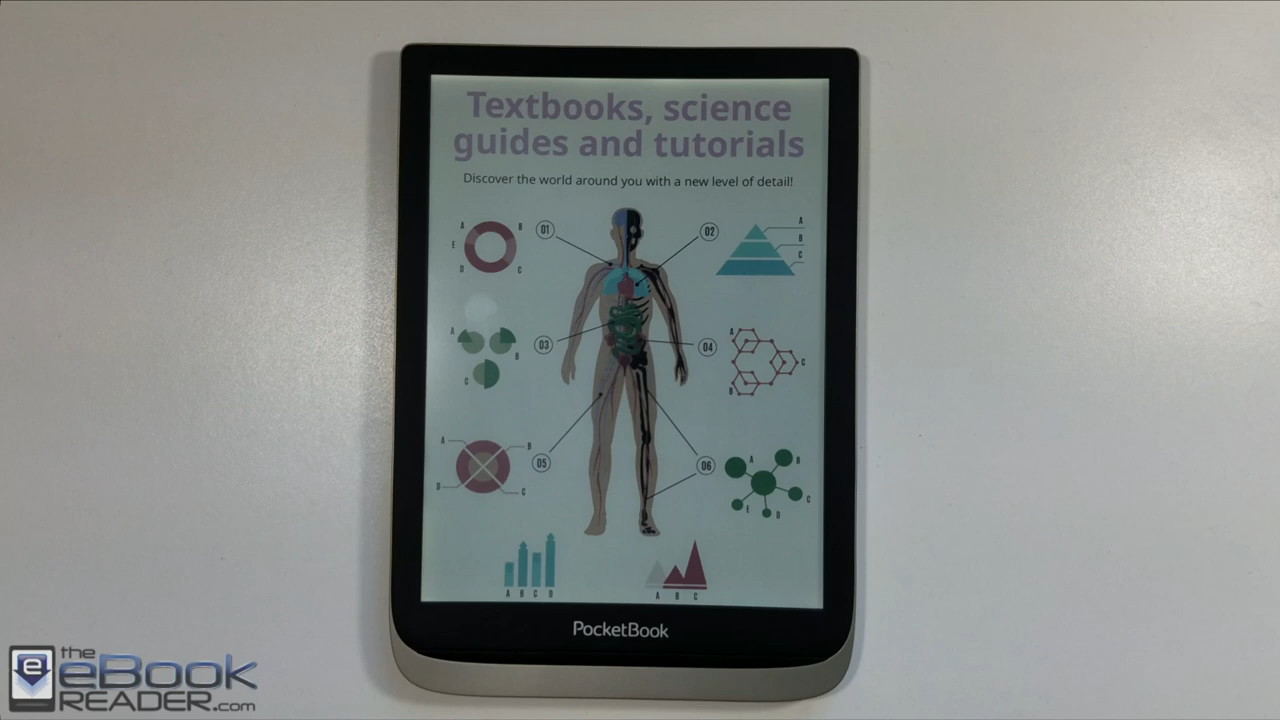 Textbooks, science
guides and tutorials
Discover the world around you with a new level of detail!
A
B
E
D
C
01
02
A
B
C
A
B
C
03
04
A
C
B
A
B
D
C
05
06
A
B
C
E
D
A B C D
A B C
PocketBook
the
eBook
READER.com